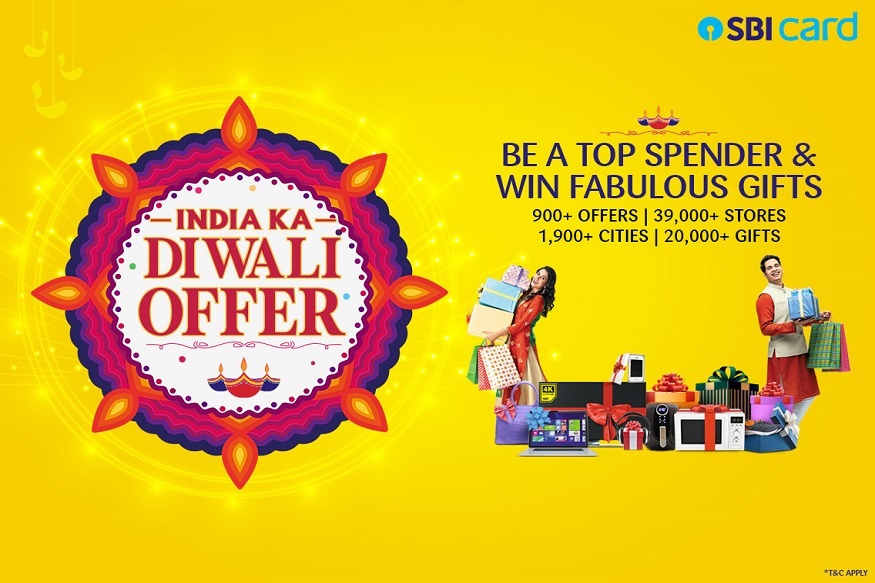 SBI card
INDIA KA
DIWALI
OFFER
BE A TOP SPENDER &
WIN FABULOUS GIFTS
900+ OFFERS | 39,000+ STORES
1,900+ CITIES | 20,000+ GIFTS
4K
*T&C APPLY